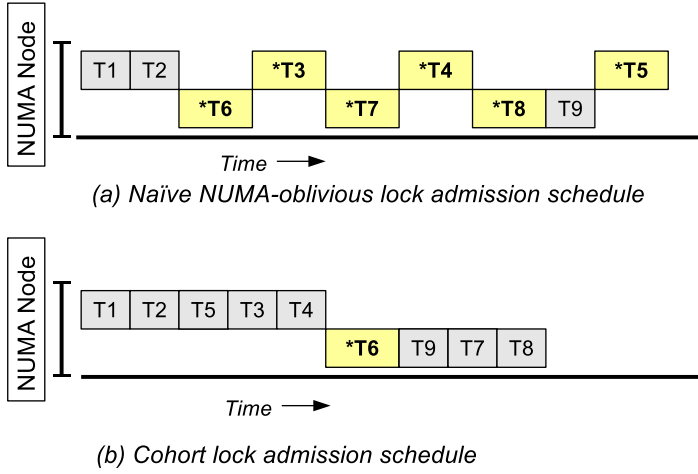 NUMA Node
T1 T2 *T3 *T4 *T5
*T6 *T7 *T8 T9
Time
(a) Naïve NUMA-oblivious lock admission schedule
NUMA Node
T1 T2 T5 T3 T4
*T6 T9 T7 T8
Time
(b) Cohort lock admission schedule